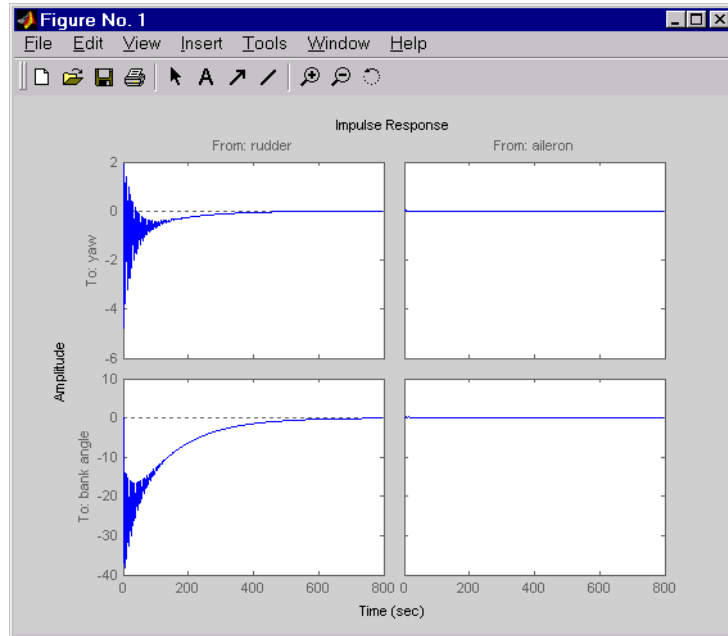 Figure No. 1
File Edit View Insert Tools Window Help
A
Impulse Response
From: rudder From: aileron
To: yaw
2
0
-2
-4
-6
Amplitude
To: bank angle
10
0
-10
-20
-30
-40
0 200 400 600 800 0 200 400 600 800
Time (sec)